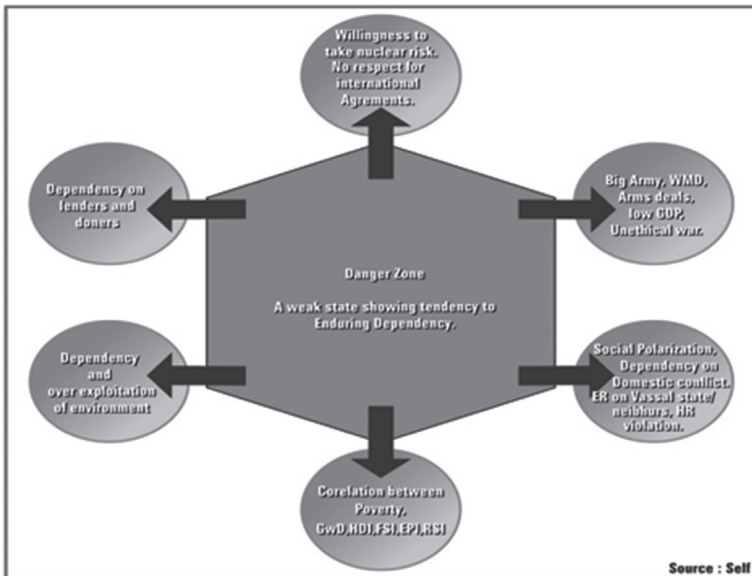 Willingness to
take nuclear risk.
No respect for
international
Agrements.
Dependency on
lenders and
doners
Big Army, WMD,
Arms deals,
low GDP,
Unethical war.
Danger Zone
A weak state showing tendency to
Enduring Dependency.
Dependency
and
over exploitation
of environment
Social Polarization,
Dependency on
Domestic conflict.
ER on Vassal state/
neibhurs, HR
violation.
Corelation between
Poverty,
GwD,HDI,FSI,EPI,RSI
Source : Self